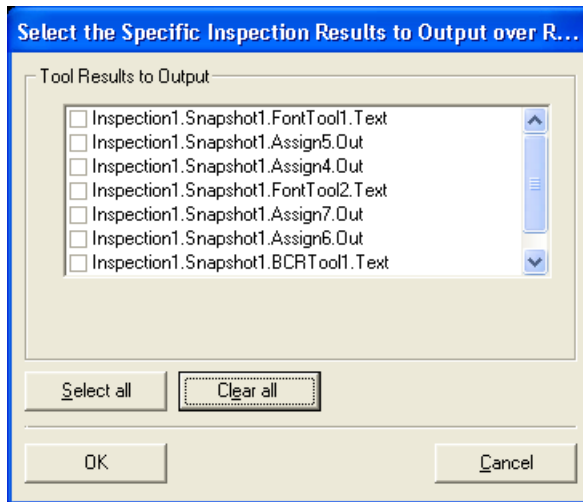 Select the Specific Inspection Results to Output over R...
Tool Results to Output
Inspection1.Snapshot1.FontTool1.Text
Inspection1.Snapshot1.Assign5.Out
Inspection1.Snapshot1.Assign4.Out
Inspection1.Snapshot1.FontTool2.Text
Inspection1.Snapshot1.Assign7.Out
Inspection1.Snapshot1.Assign6.Out
Inspection1.Snapshot1.BCRTool1.Text
Select all Clear all
OK Cancel